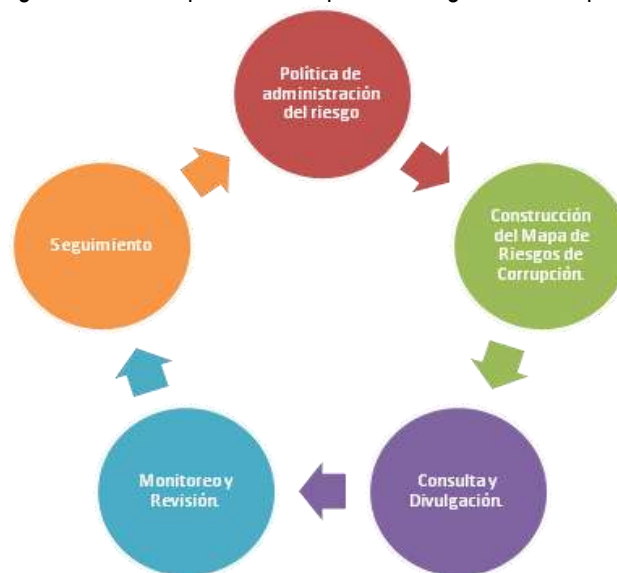 Política de
administración
del riesgo
Construcción
del Mapa de
Riesgos de
Corrupción.
Consulta y
Divulgación.
Monitoreo y
Revisión.
Seguimiento